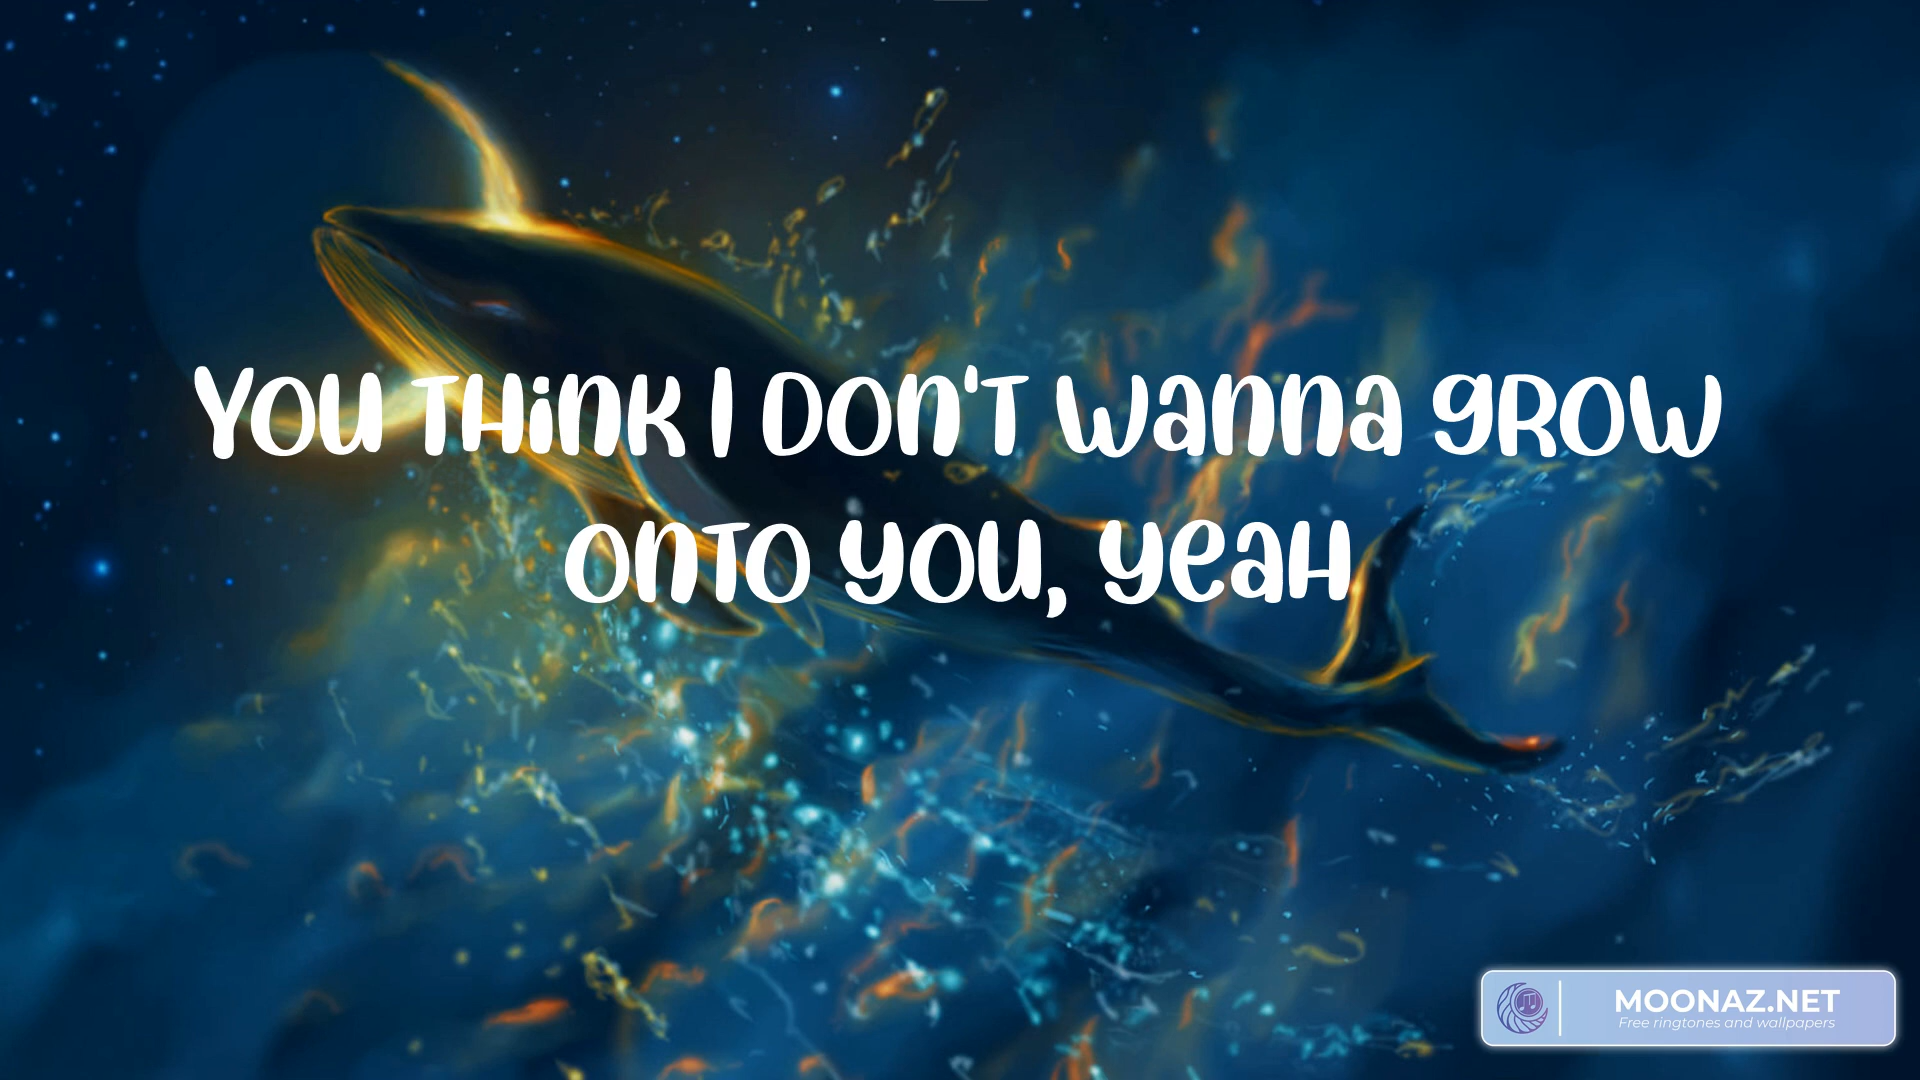 YOU THINK I DON'T WANNA GROW
ONTO YOU, YEAH
MOONAZ.NET
Free ringtones and wallpapers